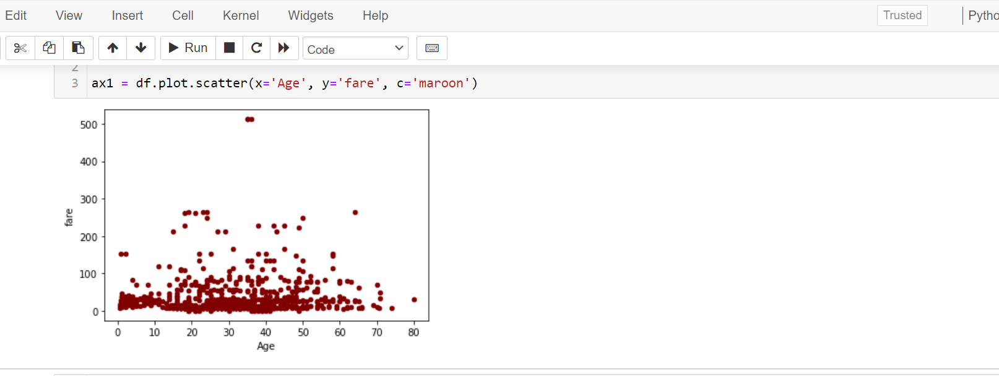 Edit View Insert Cell Kernel Widgets Help Trusted Pytho
Run Code
2
3 ax1 = df.plot.scatter(x='Age', y='fare', c='maroon')
500
400
300
200
100
0
fare
0 10 20 30 40 50 60 70 80
Age